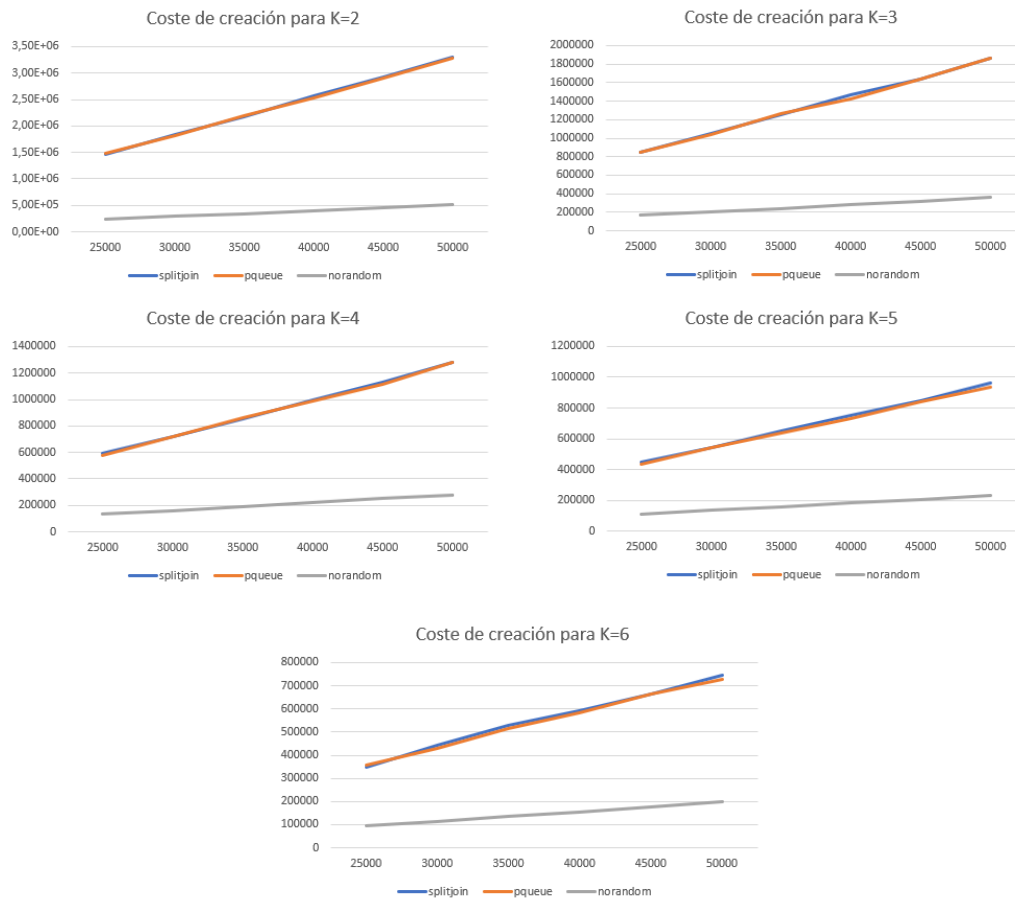 Coste de creación para K=2
3,50E+06
3,00E+06
2,50E+06
2,00E+06
1,50E+06
1,00E+06
5,00E+05
0,00E+00
25000 30000 35000 40000 45000 50000
splitjoin pqueue norandom
Coste de creación para K=3
2000000
1800000
1600000
1400000
1200000
1000000
800000
600000
400000
200000
0
25000 30000 35000 40000 45000 50000
splitjoin pqueue norandom
Coste de creación para K=4
1400000
1200000
1000000
800000
600000
400000
200000
0
25000 30000 35000 40000 45000 50000
splitjoin pqueue norandom
Coste de creación para K=5
1200000
1000000
800000
600000
400000
200000
0
25000 30000 35000 40000 45000 50000
splitjoin pqueue norandom
Coste de creación para K=6
800000
700000
600000
500000
400000
300000
200000
100000
0
25000 30000 35000 40000 45000 50000
splitjoin pqueue norandom